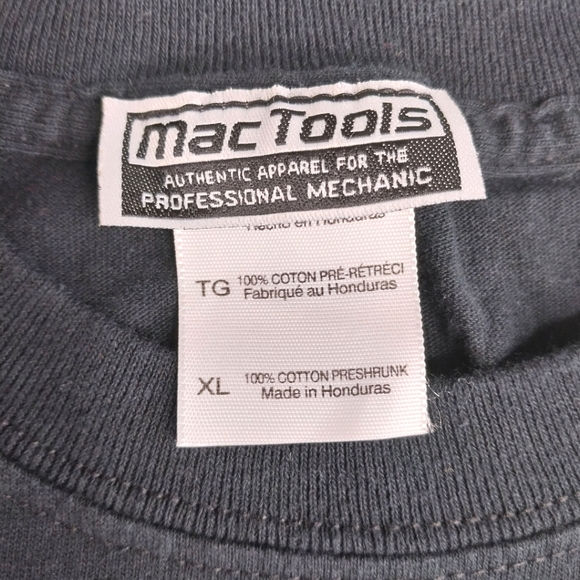 mac Tools
AUTHENTIC APPAREL FOR THE
PROFESSIONAL MECHANIC
Hecho en Honduras
TG 100% COTON PRÉ-RÉTRÉCI
Fabriqué au Honduras
XL 100% COTTON PRESHRUNK
Made in Honduras